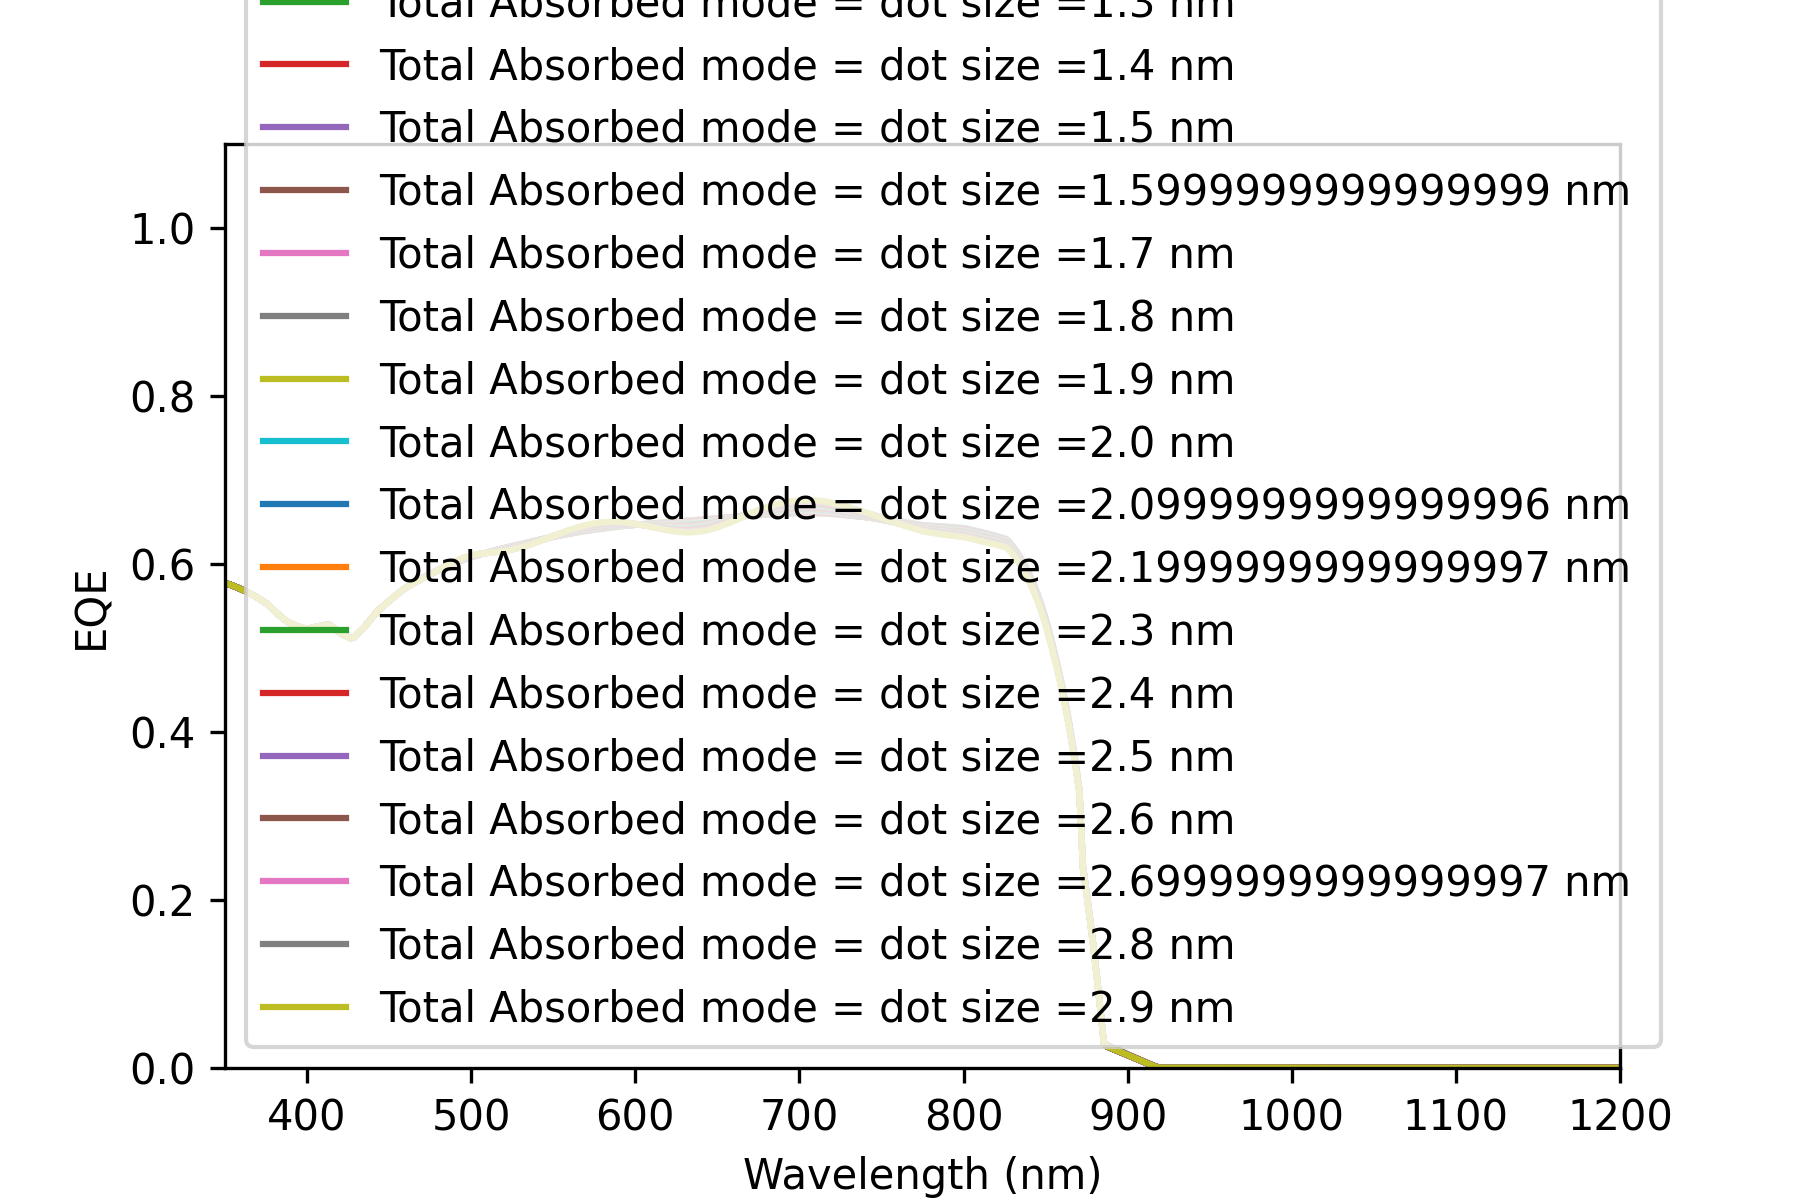 Total Absorbed mode = dot size =1.3 nm
Total Absorbed mode = dot size =1.4 nm
Total Absorbed mode = dot size =1.5 nm
Total Absorbed mode = dot size =1.5999999999999999 nm
Total Absorbed mode = dot size =1.7 nm
Total Absorbed mode = dot size =1.8 nm
Total Absorbed mode = dot size =1.9 nm
Total Absorbed mode = dot size =2.0 nm
Total Absorbed mode = dot size =2.0999999999999996 nm
Total Absorbed mode = dot size =2.1999999999999997 nm
Total Absorbed mode = dot size =2.3 nm
Total Absorbed mode = dot size =2.4 nm
Total Absorbed mode = dot size =2.5 nm
Total Absorbed mode = dot size =2.6 nm
Total Absorbed mode = dot size =2.6999999999999997 nm
Total Absorbed mode = dot size =2.8 nm
Total Absorbed mode = dot size =2.9 nm
EQE
1.0
0.8
0.6
0.4
0.2
0.0
400 500 600 700 800 900 1000 1100 1200
Wavelength (nm)